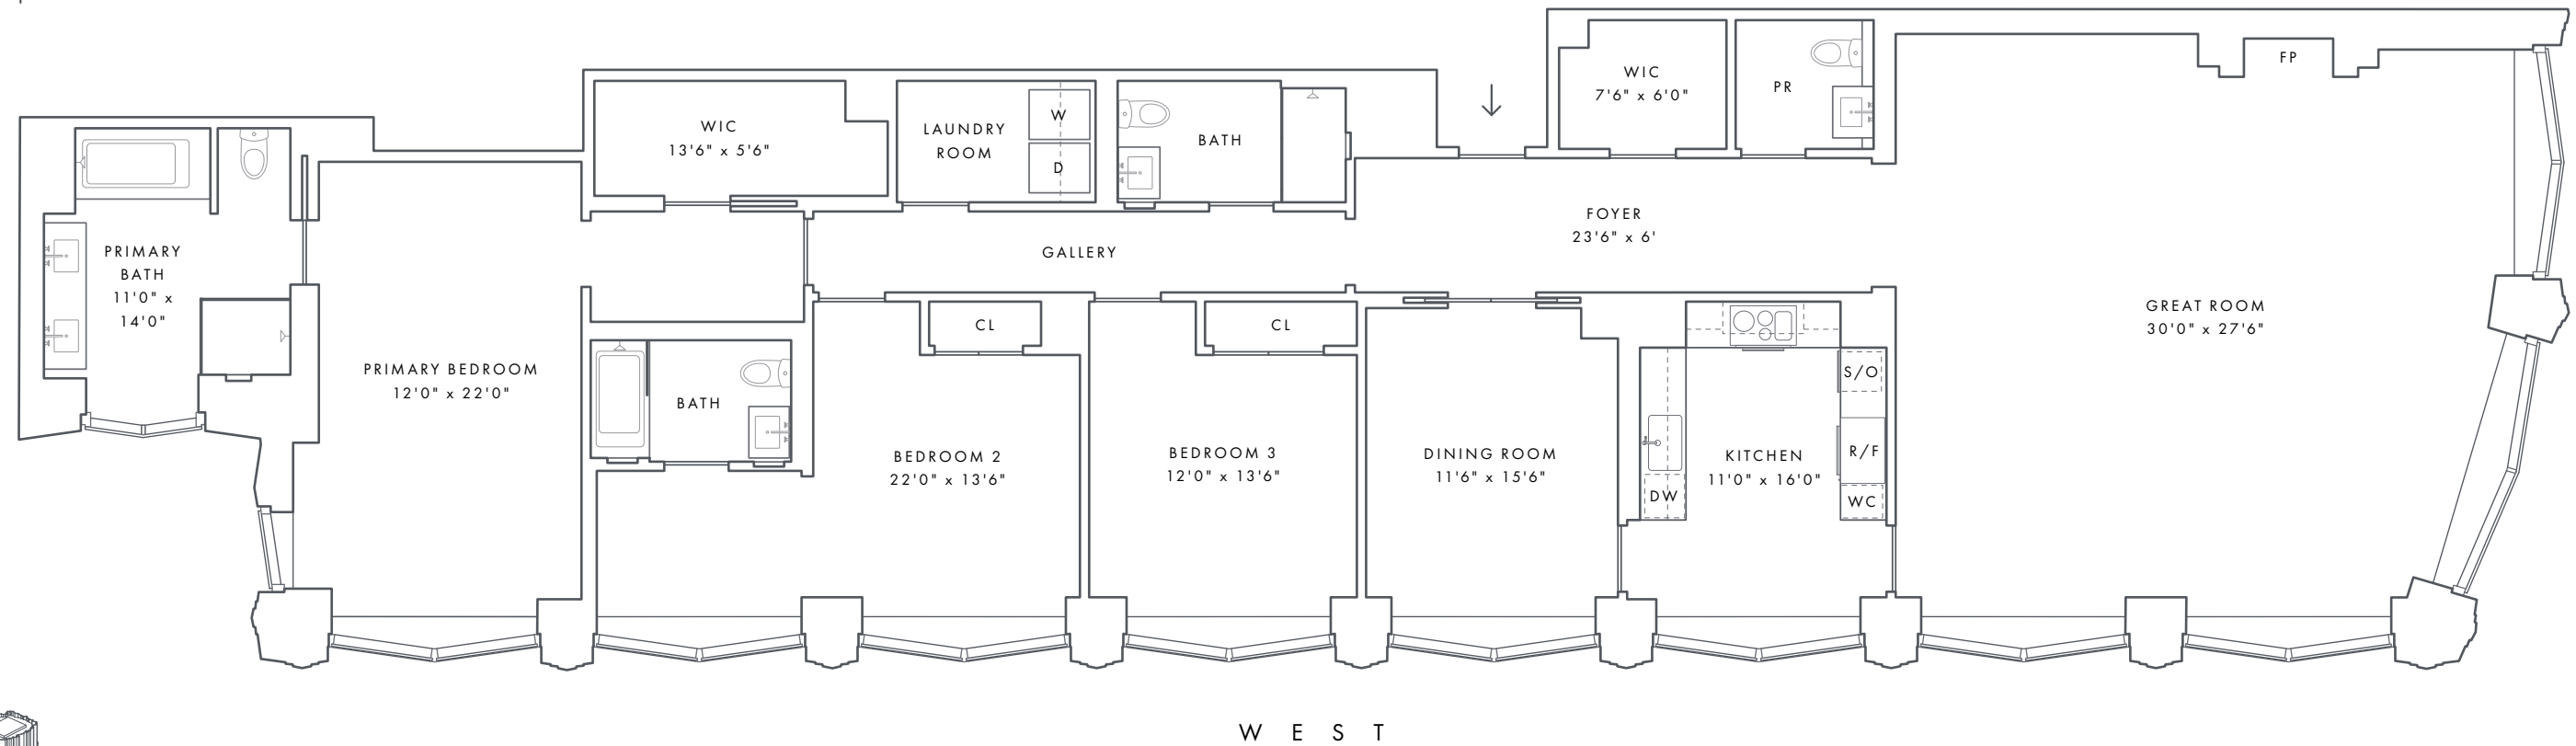 PRIMARY
BATH
11'0" x
14'0"
PRIMARY BEDROOM
12'0" x 22'0"
WIC
13'6" x 5'6"
LAUNDRY
ROOM
W
D
BATH
WIC
7'6" x 6'0"
PR
FP
GALLERY
FOYER
23'6" x 6'
GREAT ROOM
30'0" x 27'6"
BATH
CL
BEDROOM 2
22'0" x 13'6"
CL
BEDROOM 3
12'0" x 13'6"
DINING ROOM
11'6" x 15'6"
KITCHEN
11'0" x 16'0"
S/O
R/F
WC
DW
WEST